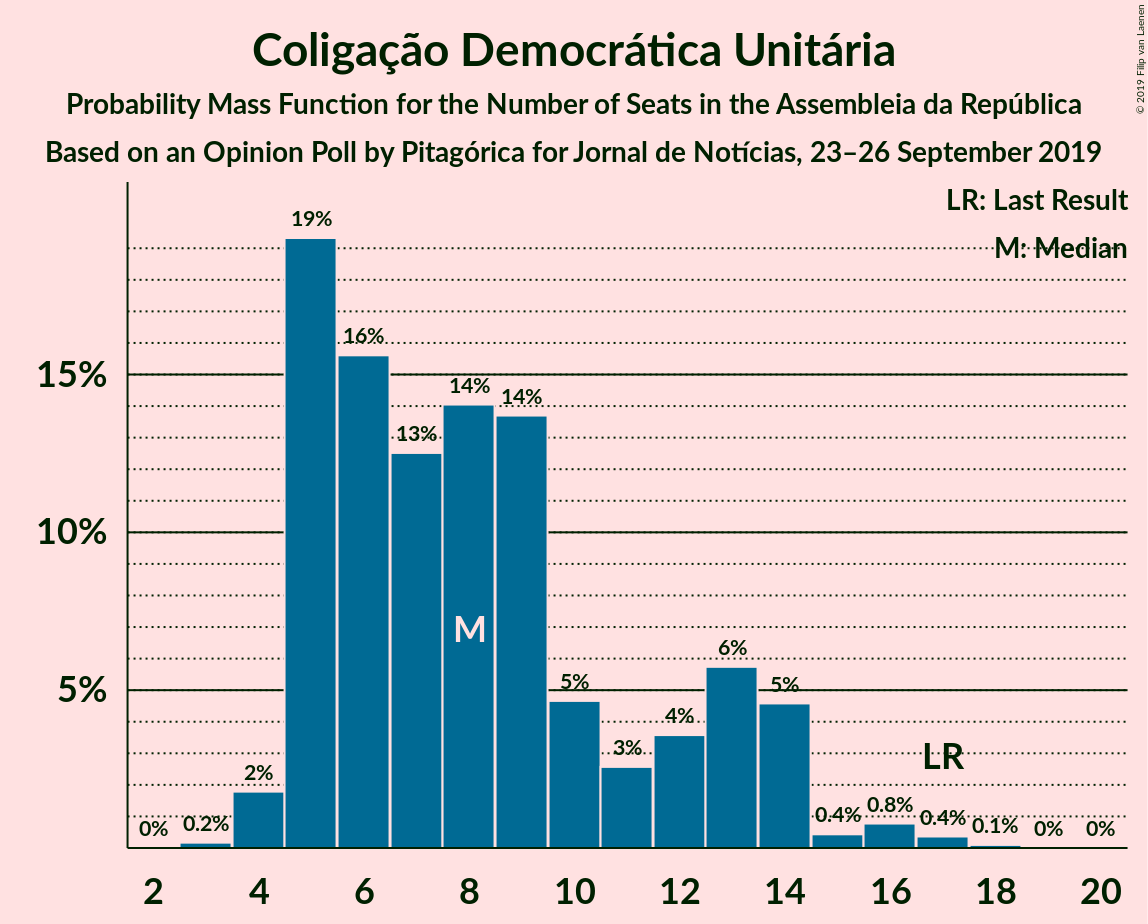 Coligação Democrática Unitária
Probability Mass Function for the Number of Seats in the Assembleia da República
Based on an Opinion Poll by Pitagórica for Jornal de Notícias, 23–26 September 2019
© 2019 Filip van Laenen
LR: Last Result
M: Median
19%
16%
15%
14%
14%
13%
10%
M
6%
5%
5%
5%
4%
3%
LR
2%
0.8%
0.4%
0.4%
0.2%
0.1%
0%
0%
0%
2 4 6 8 10 12 14 16 18 20